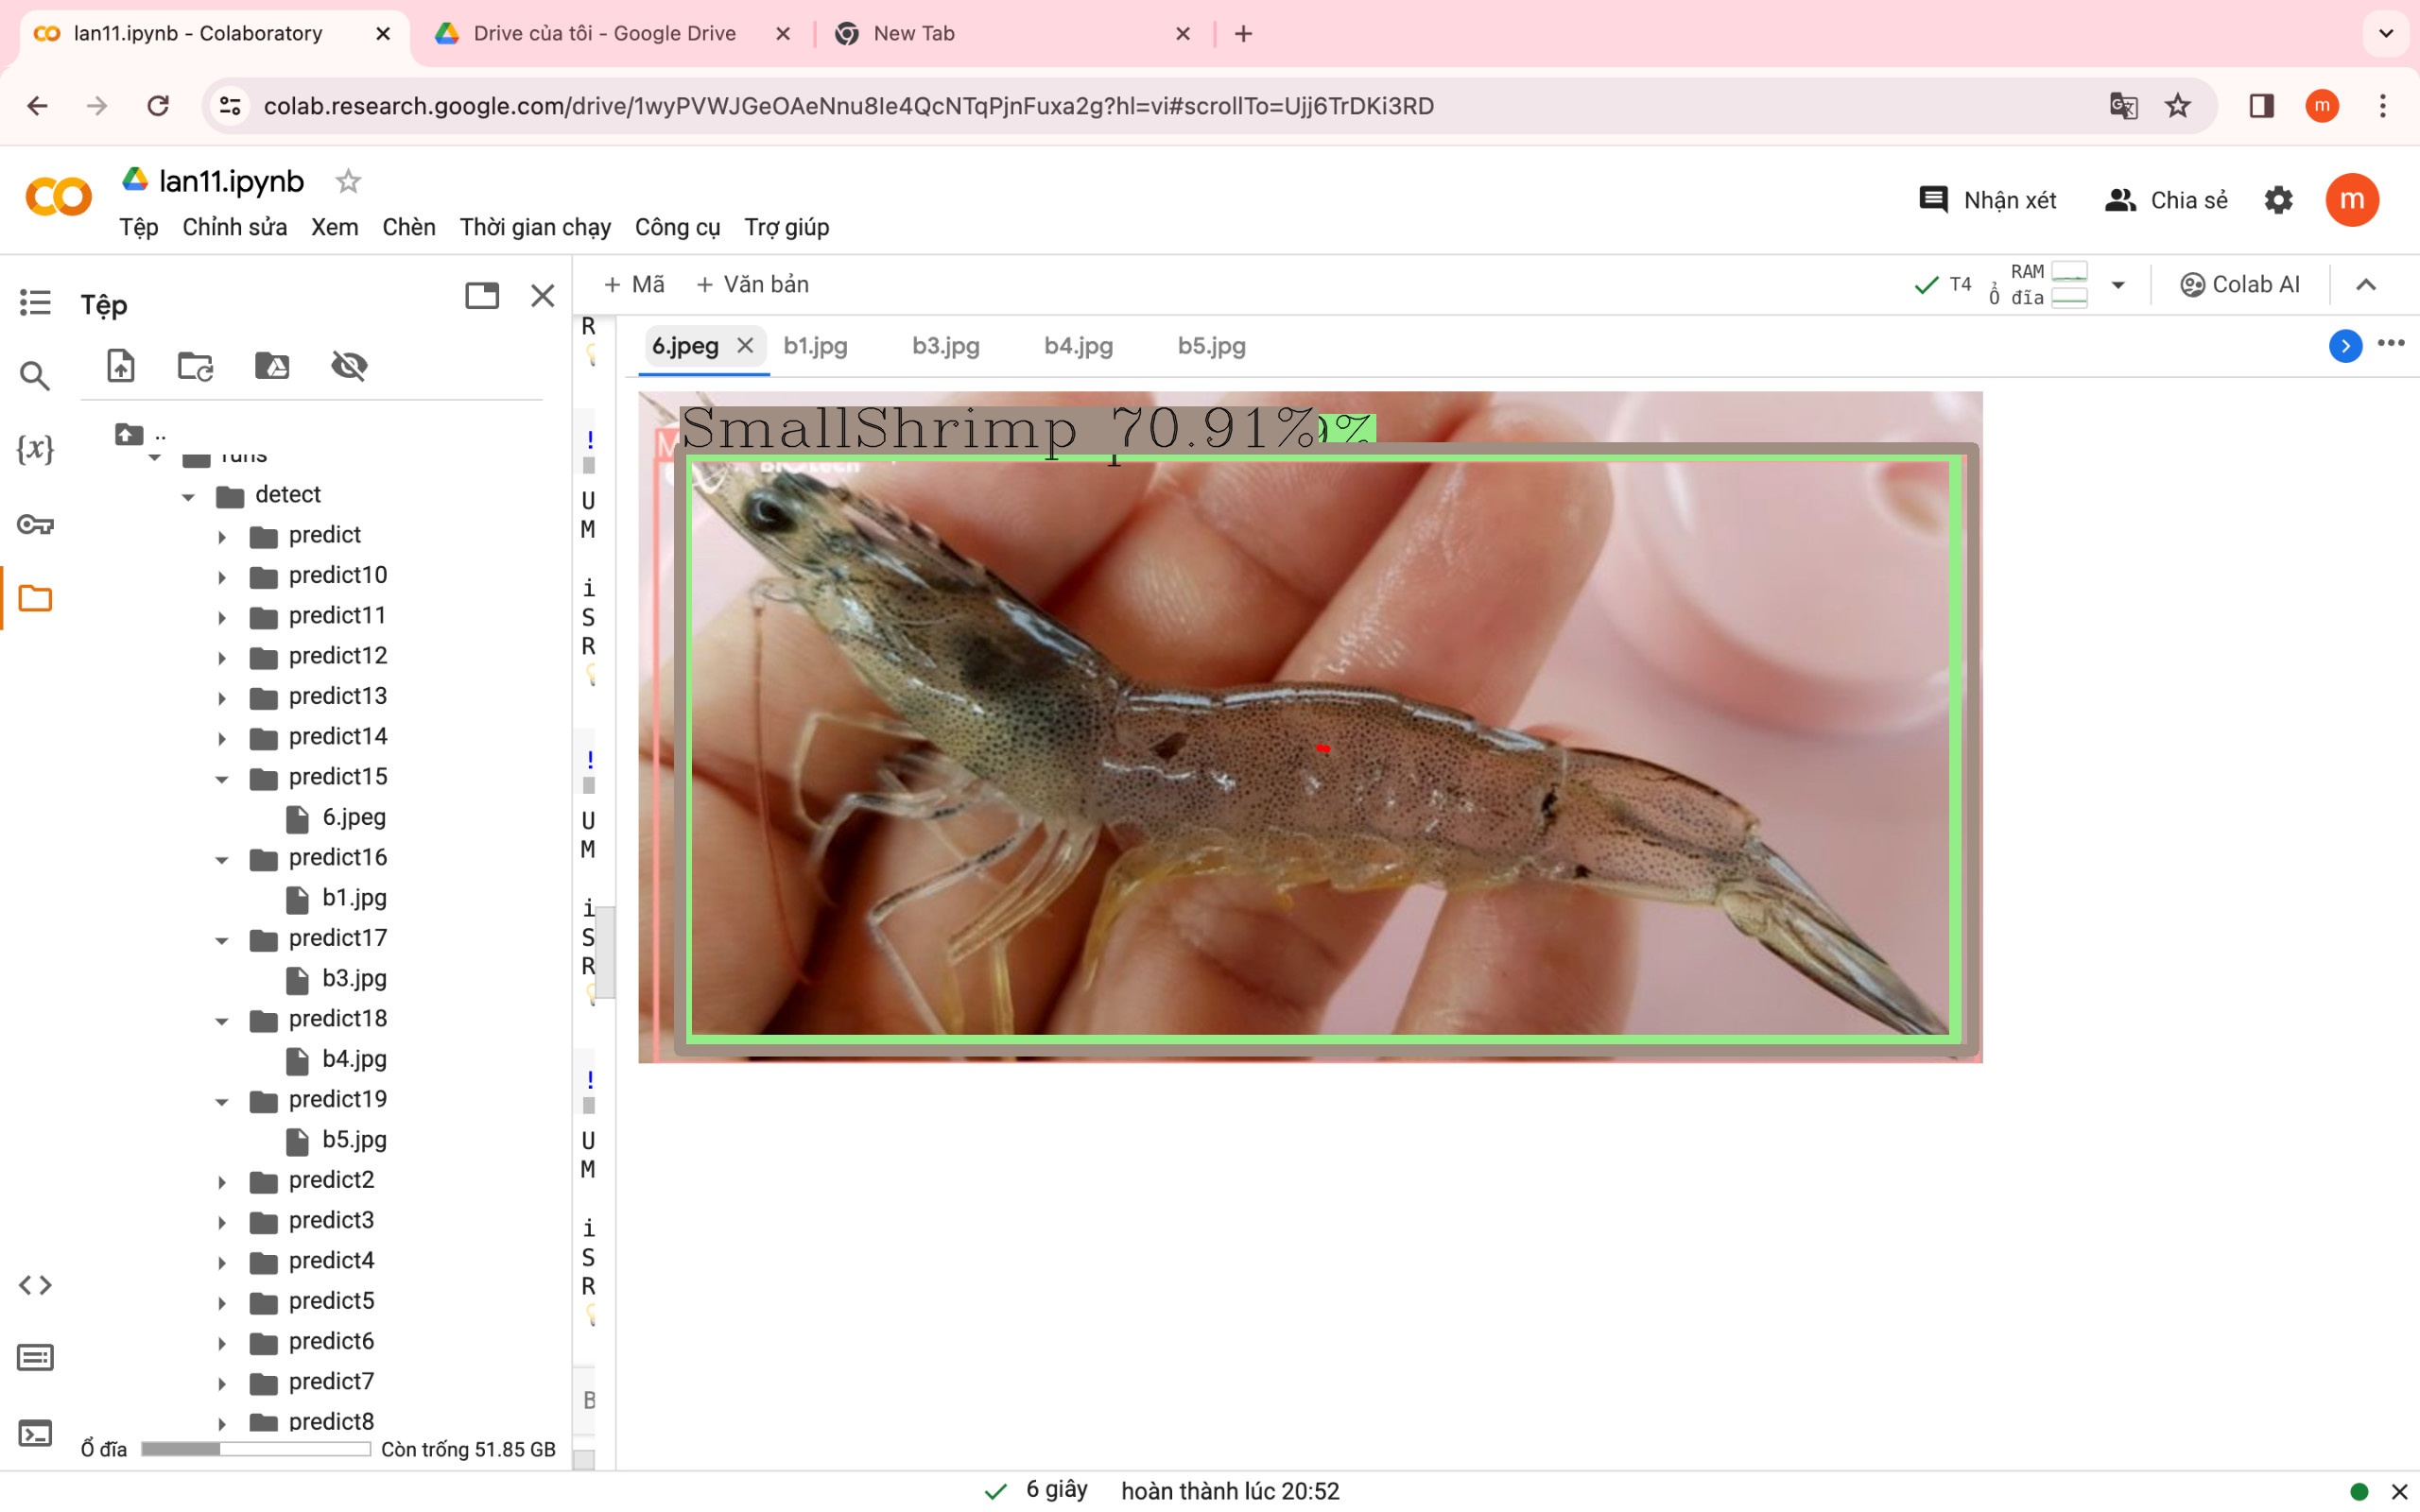 lan11.ipynb - Colaboratory
Drive của tôi - Google Drive
New Tab
colab.research.google.com/drive/1wyPVWJGeOAeNnu8Ie4QcNTqPjnFuxa2g?hl=vi#scrollTo=Ujj6TrDKi3RD
m
lan11.ipynb
Tệp Chỉnh sửa Xem Chèn Thời gian chạy Công cụ Trợ giúp
Nhận xét
Chia sẻ
m
Tệp
+ Mã + Văn bản
T4
RAM
Ổ đĩa
Colab AI
6.jpeg
b1.jpg
b3.jpg
b4.jpg
b5.jpg
..
runs
detect
predict
predict10
predict11
predict12
predict13
predict14
predict15
6.jpeg
predict16
b1.jpg
predict17
b3.jpg
predict18
b4.jpg
predict19
b5.jpg
predict2
predict3
predict4
predict5
predict6
predict7
predict8
Ổ đĩa
Còn trống 51.85 GB
R
!
U
M
i
S
R
!
U
M
i
S
R
!
U
M
i
S
R
B
SmallShrimp 70.91%
%
6 giây hoàn thành lúc 20:52